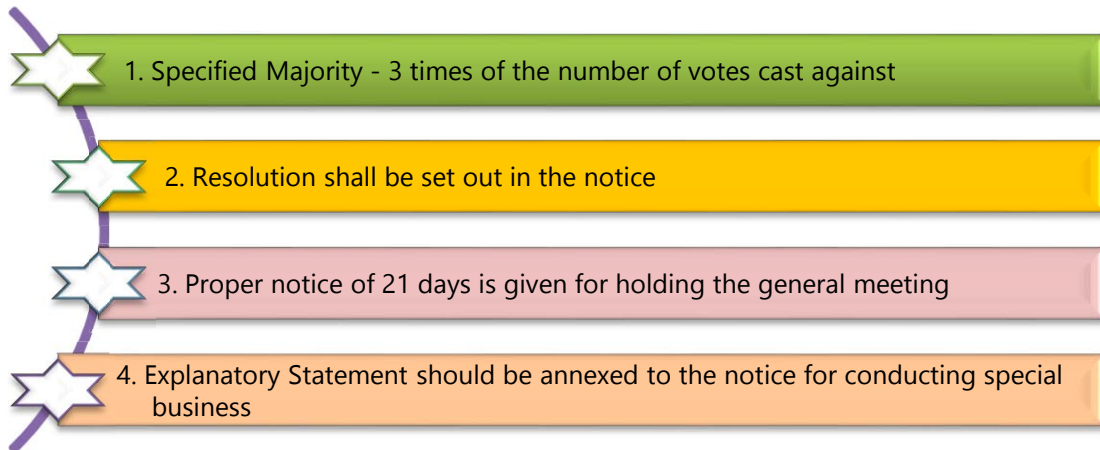 1. Specified Majority - 3 times of the number of votes cast against
2. Resolution shall be set out in the notice
3. Proper notice of 21 days is given for holding the general meeting
4. Explanatory Statement should be annexed to the notice for conducting special
business